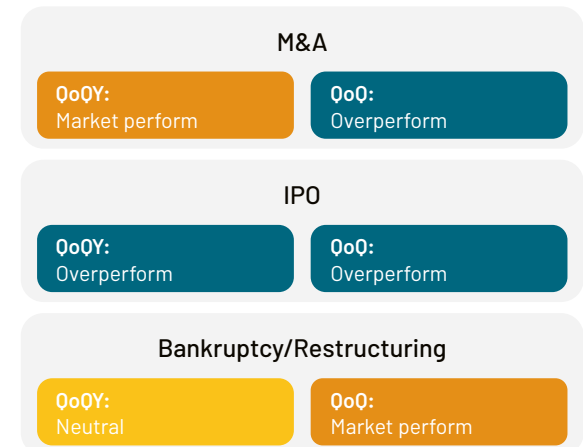 M&A
QoQY:
Market perform
QoQ:
Overperform
IPO
QoQY:
Overperform
QoQ:
Overperform
Bankruptcy/Restructuring
QoQY:
Neutral
QoQ:
Market perform